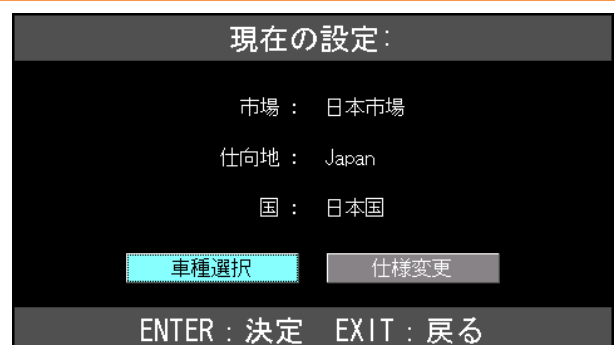 現在の設定:
市場 : 日本市場
仕向地 : Japan
国 : 日本国
車種選択 仕様変更
ENTER : 決定 EXIT : 戻る